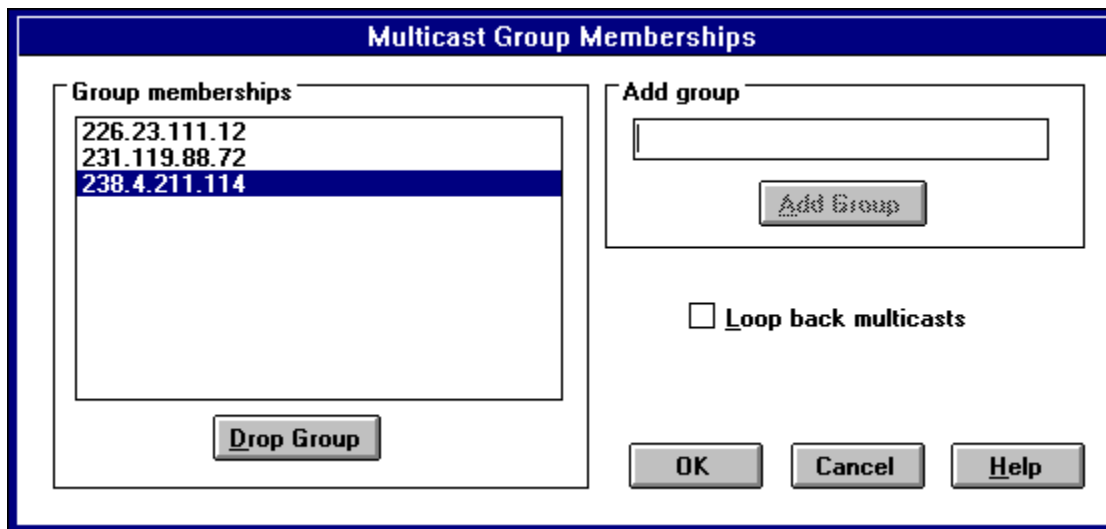 Multicast Group Memberships
Group memberships
226.23.111.12
231.119.88.72
238.4.211.114
Drop Group
Add group
Add Group
Loop back multicasts
OK
Cancel
Help